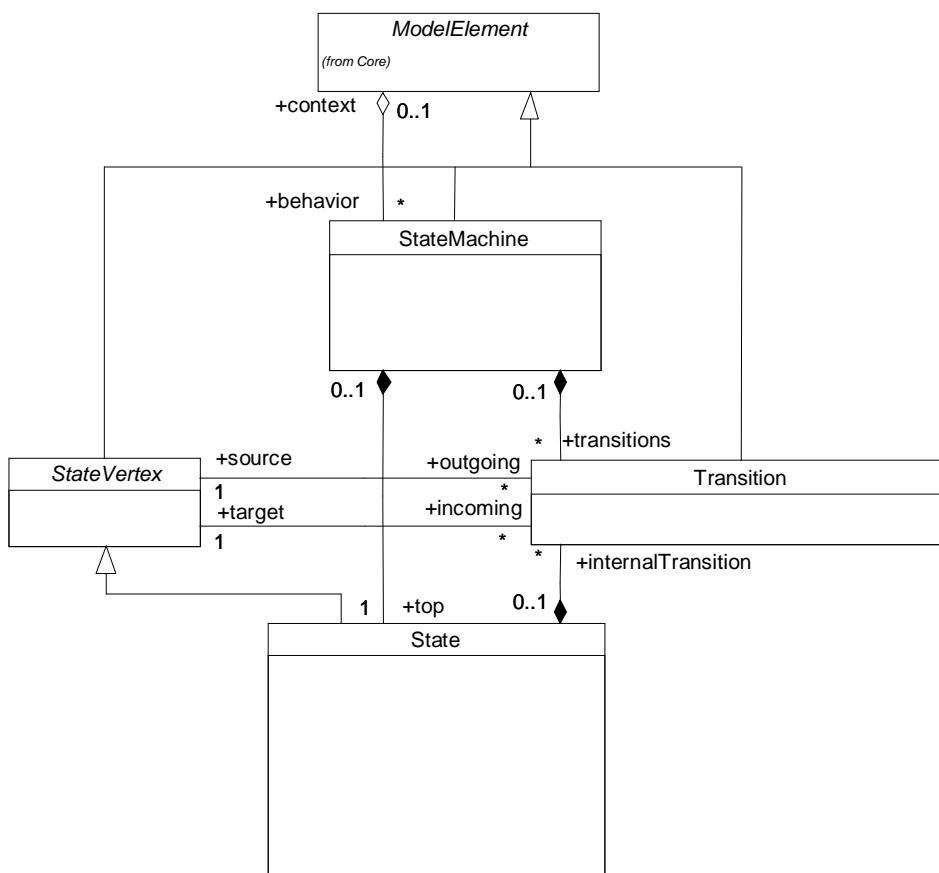 ModelElement
(from Core)
+context
0..1
+behavior
*
StateMachine
0..1
0..1
*
+transitions
+source
+outgoing
StateVertex
Transition
1
*
+target
+incoming
1
*
*
+internalTransition
0..1
1
+top
State